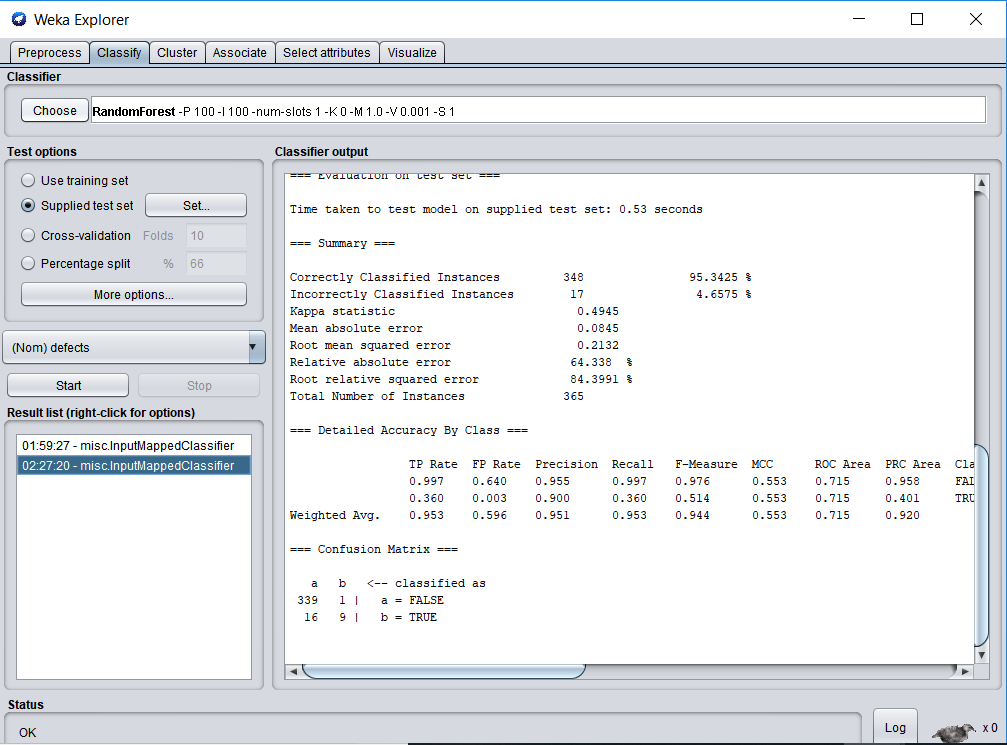 Weka Explorer
Preprocess Classify Cluster Associate Select attributes Visualize
Classifier
Choose RandomForest -P 100 -I 100 -num-slots 1 -K 0 -M 1.0 -V 0.001 -S 1
Test options
Use training set
Supplied test set Set...
Cross-validation Folds 10
Percentage split % 66
More options...
(Nom) defects
Start Stop
Result list (right-click for options)
01:59:27 - misc.InputMappedClassifier
02:27:20 - misc.InputMappedClassifier
Classifier output
=== Evaluation on test set ===
Time taken to test model on supplied test set: 0.53 seconds
=== Summary ===
Correctly Classified Instances 348 95.3425 %
Incorrectly Classified Instances 17 4.6575 %
Kappa statistic 0.4945
Mean absolute error 0.0845
Root mean squared error 0.2132
Relative absolute error 64.338 %
Root relative squared error 84.3991 %
Total Number of Instances 365
=== Detailed Accuracy By Class ===
TP Rate FP Rate Precision Recall F-Measure MCC ROC Area PRC Area Cla
0.997 0.640 0.955 0.997 0.976 0.553 0.715 0.958 FAL
0.360 0.003 0.900 0.360 0.514 0.553 0.715 0.401 TRU
Weighted Avg. 0.953 0.596 0.951 0.953 0.944 0.553 0.715 0.920
=== Confusion Matrix ===
a b <-- classified as
339 1 | a = FALSE
16 9 | b = TRUE
Status
OK
Log
x 0